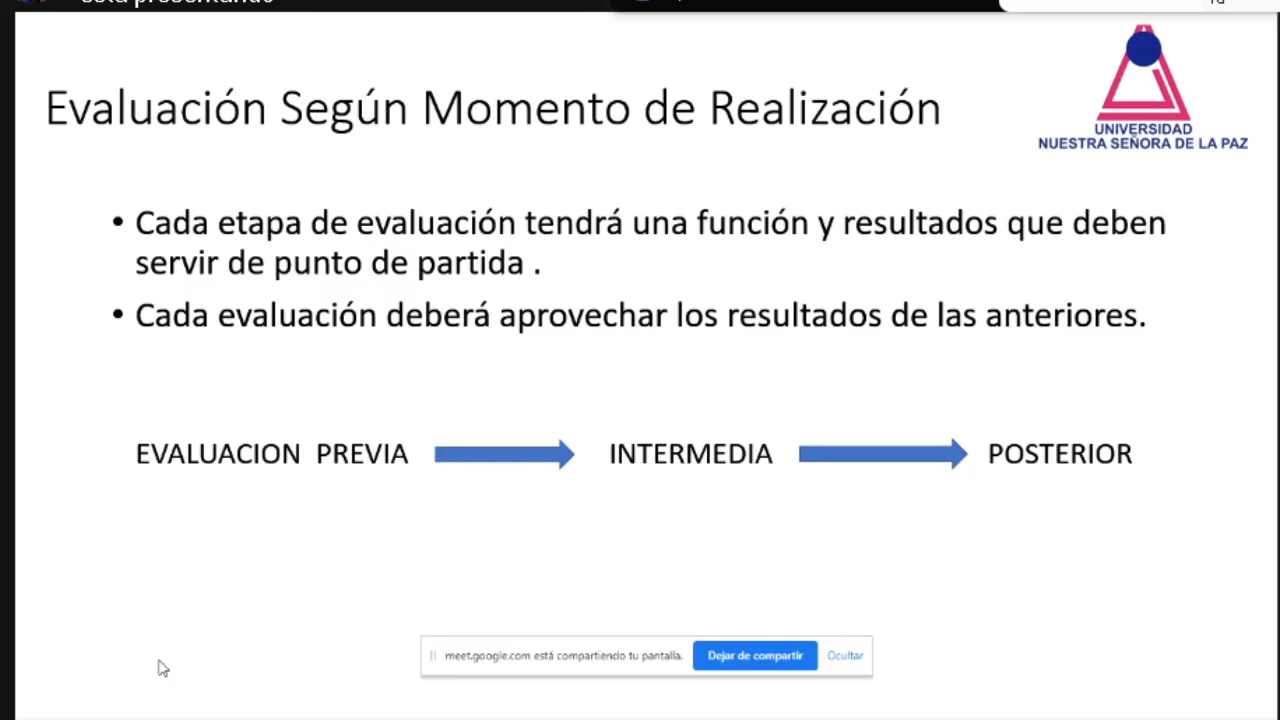 Evaluación Según Momento de Realización
UNIVERSIDAD
NUESTRA SEÑORA DE LA PAZ
• Cada etapa de evaluación tendrá una función y resultados que deben
servir de punto de partida .
• Cada evaluación deberá aprovechar los resultados de las anteriores.
EVALUACION PREVIA INTERMEDIA POSTERIOR
meet.google.com está compartiendo tu pantalla. Dejar de compartir Ocultar